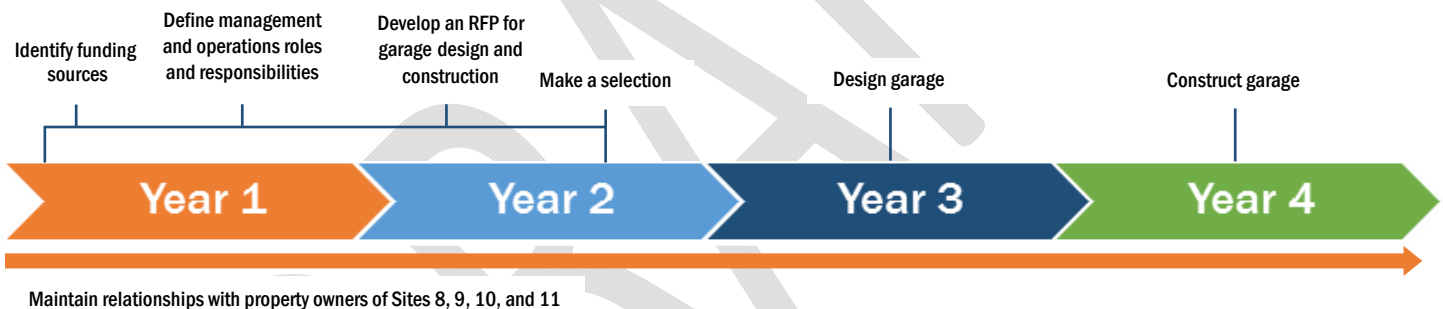 Identify funding
sources
Define management
and operations roles
and responsibilities
Develop an RFP for
garage design and
construction
Make a selection
Design garage
Construct garage
Year 1
Year 2
Year 3
Year 4
Maintain relationships with property owners of Sites 8, 9, 10, and 11